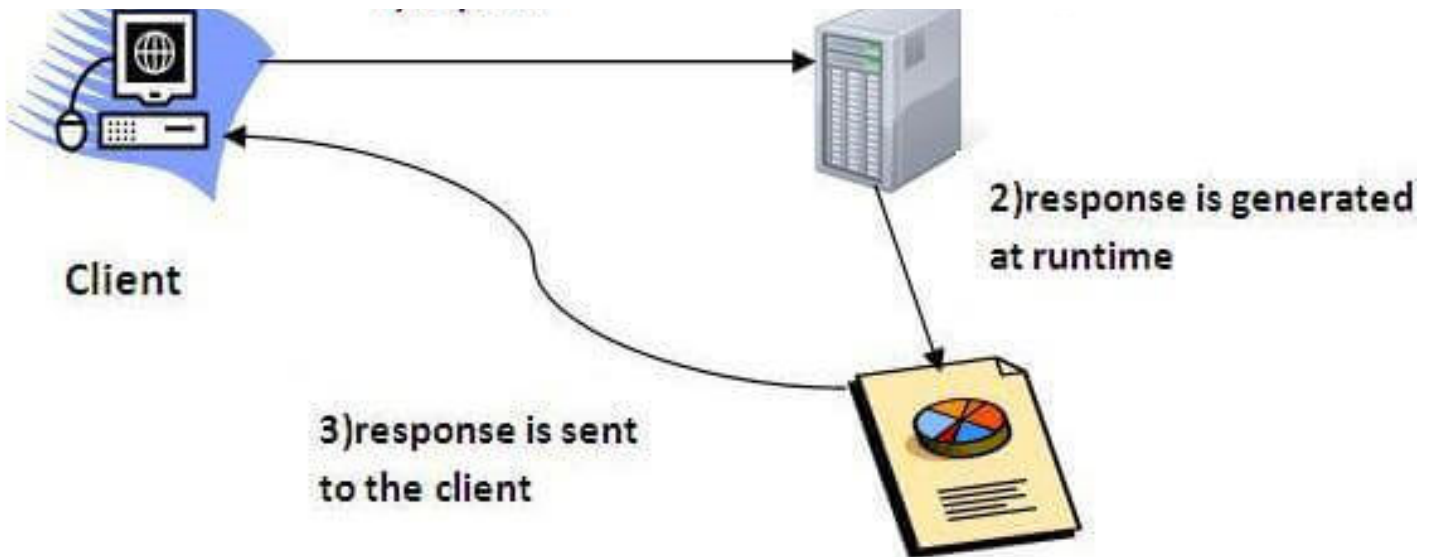 Client
2)response is generated
at runtime
3)response is sent
to the client